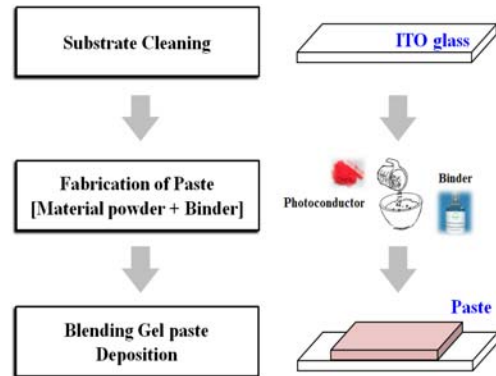 Substrate Cleaning
ITO glass
Fabrication of Paste
[Material powder + Binder]
Photoconductor
Binder
Blending Gel paste
Deposition
Paste